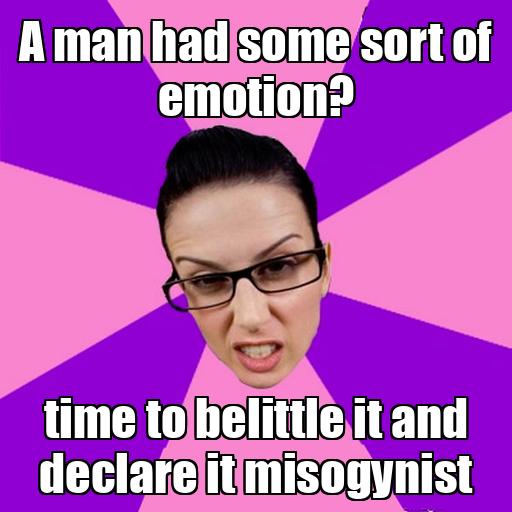 A man had some sort of
emotion?
time to belittle it and
declare it misogynist